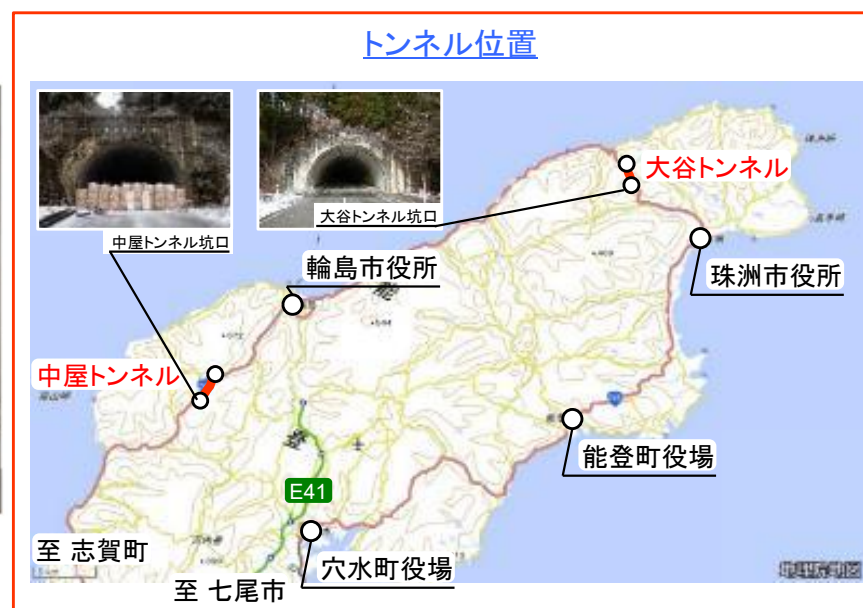 トンネル位置
大谷トンネル
大谷トンネル坑口
中屋トンネル坑口
輪島市役所
珠洲市役所
中屋トンネル
能登町役場
E41
至 志賀町
穴水町役場
至 七尾市